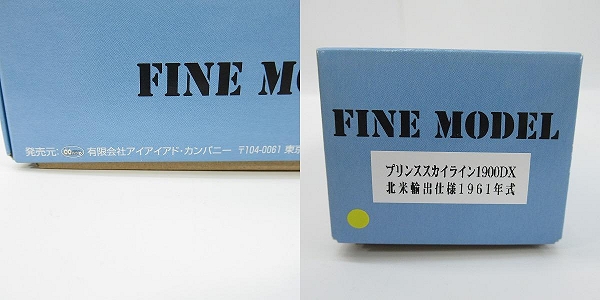 FINE M
発売元: 有限会社アイアイアド・カンパニー 〒104-0061 東京
FINE MODEL
プリンススカイライン1900DX
北米輸出仕様1961年式